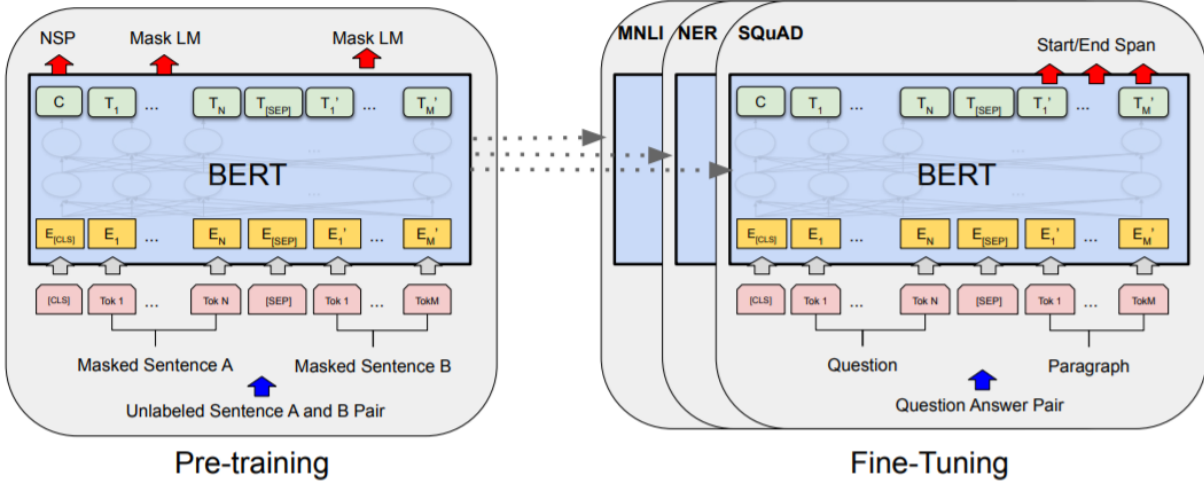 NSP Mask LM Mask LM
C T1 ... TN T[SEP] T1’ ... TM’
BERT
E[CLS] E1 ... EN E[SEP] E1’ ... EM’
[CLS] Tok 1 ... Tok N [SEP] Tok 1 ... TokM
Masked Sentence A Masked Sentence B
Unlabeled Sentence A and B Pair
Pre-training
MNLI NER SQuAD
Start/End Span
C T1 ... TN T[SEP] T1’ ... TM’
BERT
E[CLS] E1 ... EN E[SEP] E1’ ... EM’
[CLS] Tok 1 ... Tok N [SEP] Tok 1 ... TokM
Question Paragraph
Question Answer Pair
Fine-Tuning